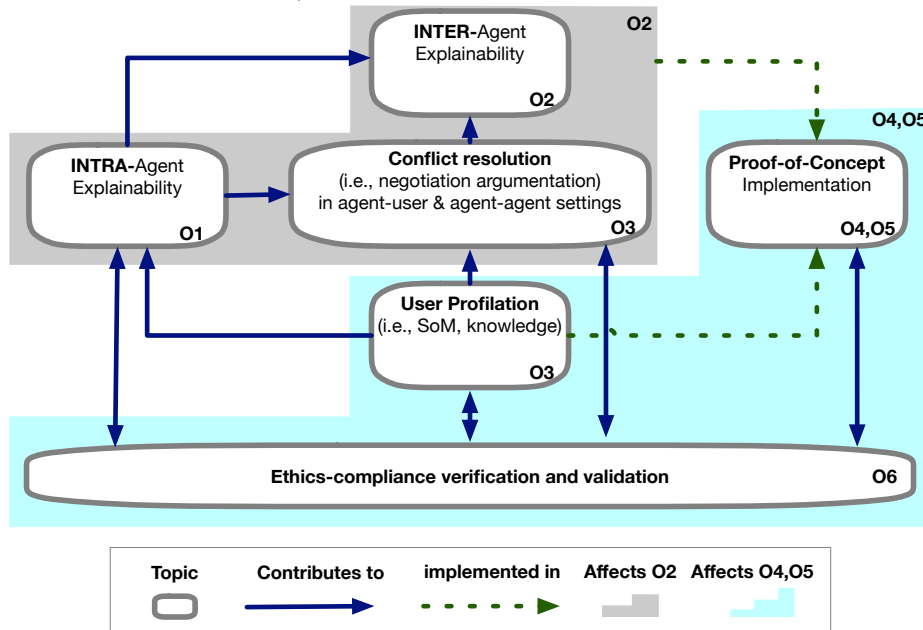 INTER-Agent
Explainability
O2
O2
O4,O5
INTRA-Agent
Explainability
O1
Conflict resolution
(i.e., negotiation argumentation)
in agent-user & agent-agent settings
O3
Proof-of-Concept
Implementation
O4,O5
User Profilation
(i.e., SoM, knowledge)
O3
Ethics-compliance verification and validation
O6
Topic
Contributes to
implemented in
Affects O2
Affects O4,O5